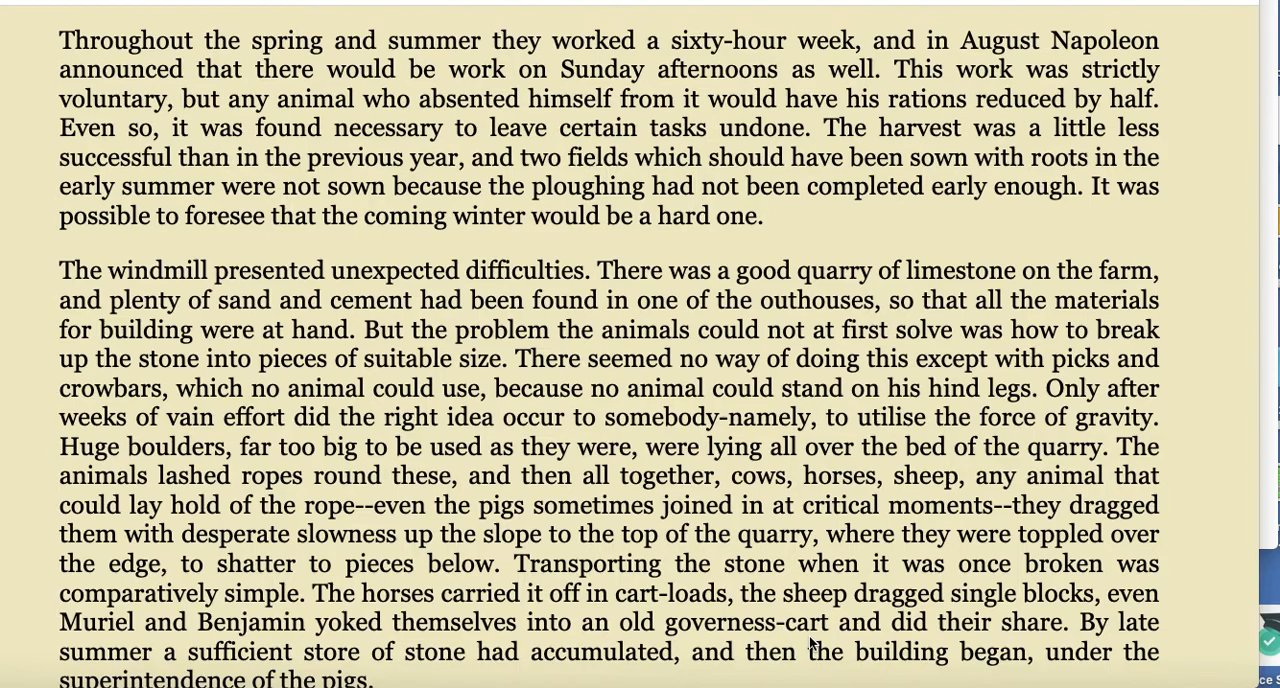 Throughout the spring and summer they worked a sixty-hour week, and in August Napoleon
announced that there would be work on Sunday afternoons as well. This work was strictly
voluntary, but any animal who absented himself from it would have his rations reduced by half.
Even so, it was found necessary to leave certain tasks undone. The harvest was a little less
successful than in the previous year, and two fields which should have been sown with roots in the
early summer were not sown because the ploughing had not been completed early enough. It was
possible to foresee that the coming winter would be a hard one.
The windmill presented unexpected difficulties. There was a good quarry of limestone on the farm,
and plenty of sand and cement had been found in one of the outhouses, so that all the materials
for building were at hand. But the problem the animals could not at first solve was how to break
up the stone into pieces of suitable size. There seemed no way of doing this except with picks and
crowbars, which no animal could use, because no animal could stand on his hind legs. Only after
weeks of vain effort did the right idea occur to somebody-namely, to utilise the force of gravity.
Huge boulders, far too big to be used as they were, were lying all over the bed of the quarry. The
animals lashed ropes round these, and then all together, cows, horses, sheep, any animal that
could lay hold of the rope--even the pigs sometimes joined in at critical moments--they dragged
them with desperate slowness up the slope to the top of the quarry, where they were toppled over
the edge, to shatter to pieces below. Transporting the stone when it was once broken was
comparatively simple. The horses carried it off in cart-loads, the sheep dragged single blocks, even
Muriel and Benjamin yoked themselves into an old governess-cart and did their share. By late
summer a sufficient store of stone had accumulated, and then the building began, under the
superintendence of the pigs.
ce S